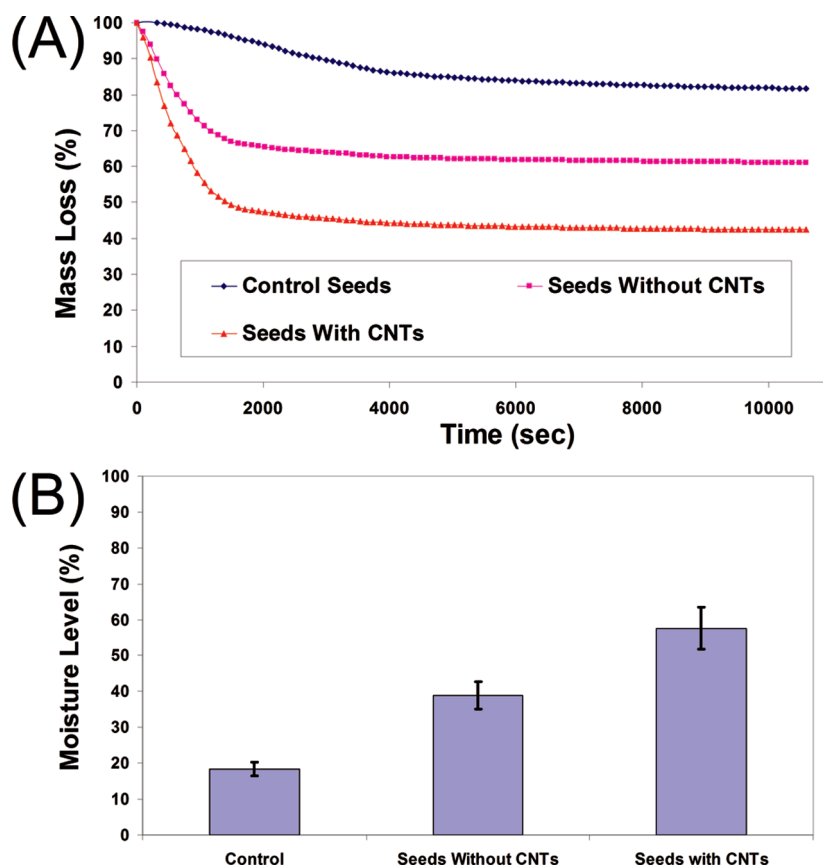 (A)
Mass Loss (%)
100
90
80
70
60
50
40
30
20
10
0
Control Seeds
Seeds Without CNTs
Seeds With CNTs
0 2000 4000 6000 8000 10000
Time (sec)
(B)
Moisture Level (%)
100
90
80
70
60
50
40
30
20
10
0
Control Seeds Without CNTs Seeds with CNTs